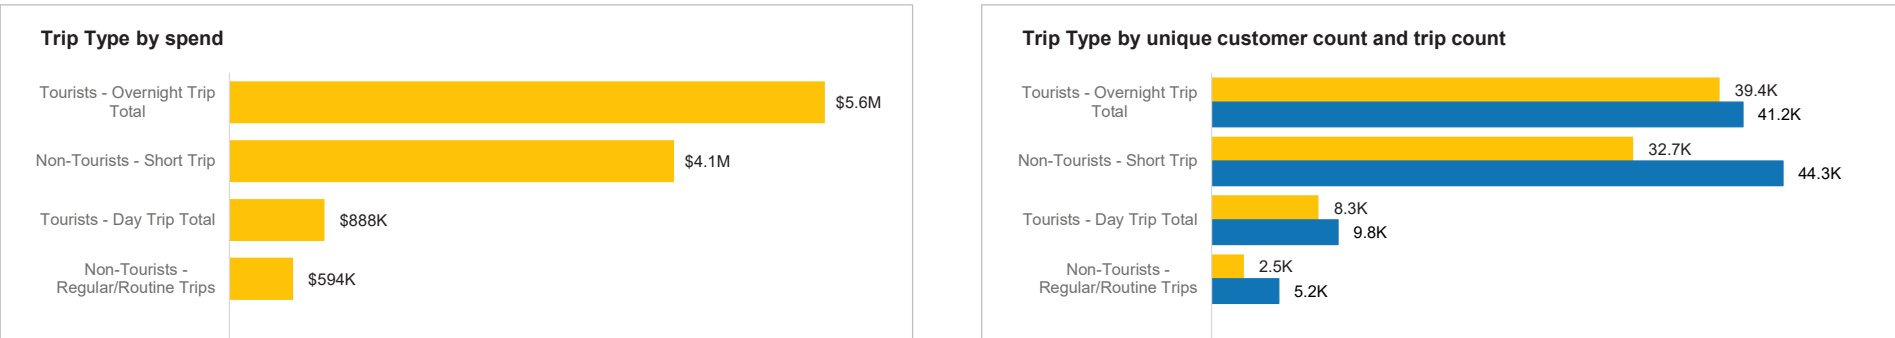 Trip Type by spend
Tourists - Overnight Trip
Total
$5.6M
Non-Tourists - Short Trip
$4.1M
Tourists - Day Trip Total
$888K
Non-Tourists -
Regular/Routine Trips
$594K
Trip Type by unique customer count and trip count
Tourists - Overnight Trip
Total
39.4K
41.2K
Non-Tourists - Short Trip
32.7K
44.3K
Tourists - Day Trip Total
8.3K
9.8K
Non-Tourists -
Regular/Routine Trips
2.5K
5.2K